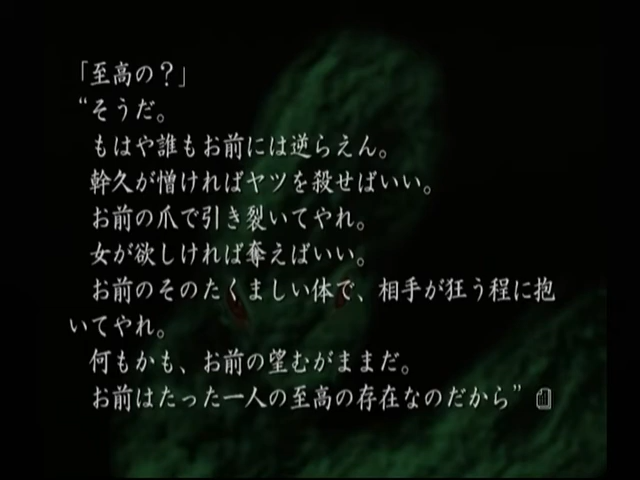 「至高の？」
“そうだ。
もはや誰もお前には逆らえん。
幹久が憎ければヤツを殺せばいい。
お前の爪で引き裂いてやれ。
女が欲しければ奪えばいい。
お前のそのたくましい体で、相手が狂う程に抱
いてやれ。
何もかも、お前の望むがままだ。
お前はたった一人の至高の存在なのだから”